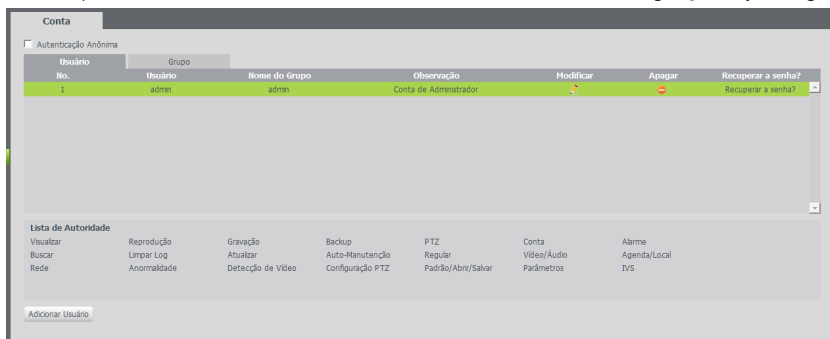 Conta
Autenticação Anônima
Usuário Grupo
No. Usuário Nome do Grupo Observação Modificar Apagar Recuperar a senha?
1 admin admin Conta de Administrador Recuperar a senha?
Lista de Autoridade
Visualizar Reprodução Gravação Backup PTZ Conta Alarme
Buscar Limpar Log Atualizar Auto-Manutenção Regular Vídeo/Áudio Agenda/Local
Rede Anormalidade Detecção de Vídeo Configuração PTZ Padrão/Abrir/Salvar Parâmetros IVS
Adicionar Usuário